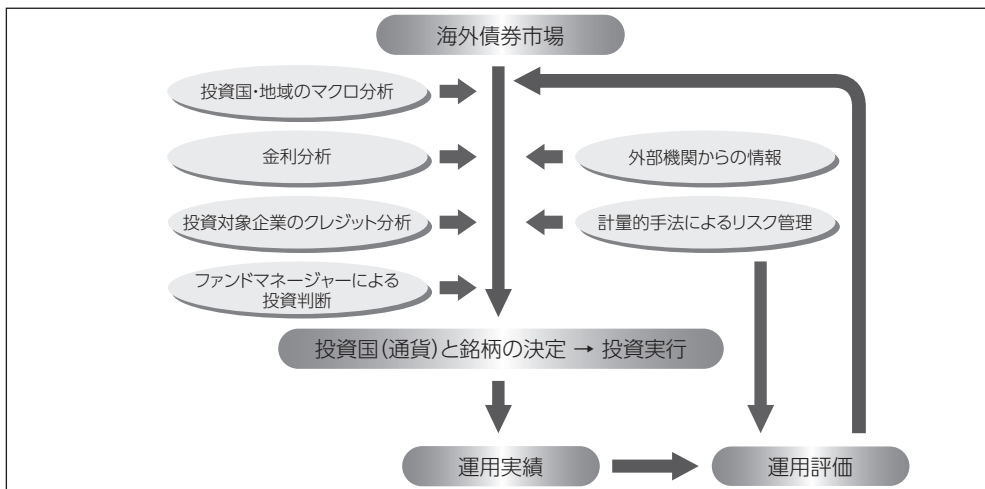 海外債券市場
投資国・地域のマクロ分析
金利分析
外部機関からの情報
投資対象企業のクレジット分析
計量的手法によるリスク管理
ファンドマネージャーによる
投資判断
投資国(通貨)と銘柄の決定 → 投資実行
運用実績
運用評価